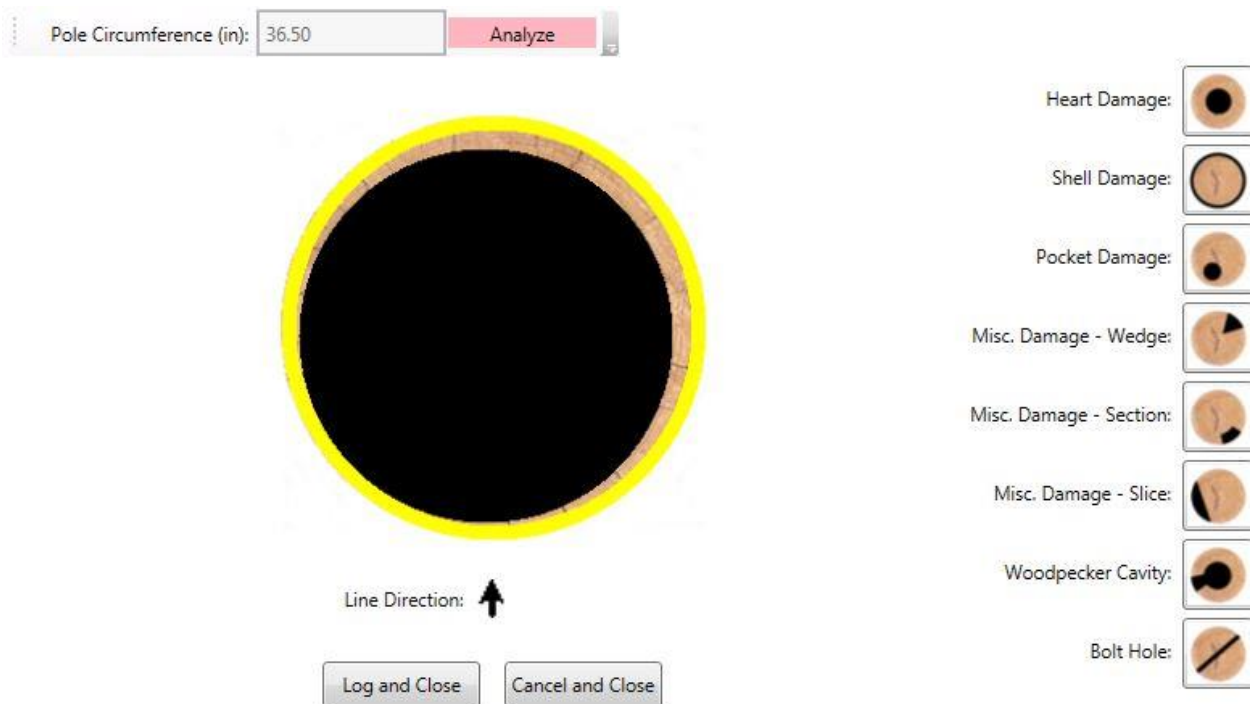 Pole Circumference (in): 36.50 Analyze
Heart Damage:
Shell Damage:
Pocket Damage:
Misc. Damage - Wedge:
Misc. Damage - Section:
Misc. Damage - Slice:
Woodpecker Cavity:
Line Direction:
Bolt Hole:
Log and Close Cancel and Close